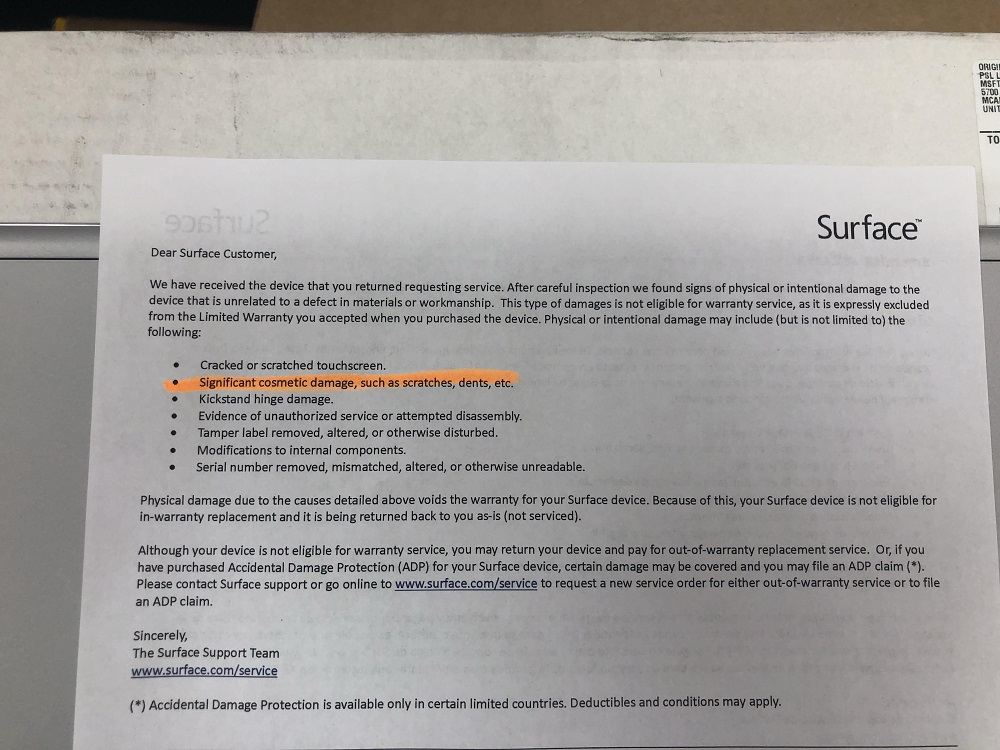 ORIGI
PSL L
MSFT
5700
MCA
UNIT
TO
Surface™
Dear Surface Customer,
We have received the device that you returned requesting service. After careful inspection we found signs of physical or intentional damage to the
device that is unrelated to a defect in materials or workmanship. This type of damages is not eligible for warranty service, as it is expressly excluded
from the Limited Warranty you accepted when you purchased the device. Physical or intentional damage may include (but is not limited to) the
following:
• Cracked or scratched touchscreen.
• Significant cosmetic damage, such as scratches, dents, etc.
• Kickstand hinge damage.
• Evidence of unauthorized service or attempted disassembly.
• Tamper label removed, altered, or otherwise disturbed.
• Modifications to internal components.
• Serial number removed, mismatched, altered, or otherwise unreadable.
Physical damage due to the causes detailed above voids the warranty for your Surface device. Because of this, your Surface device is not eligible for
in-warranty replacement and it is being returned back to you as-is (not serviced).
Although your device is not eligible for warranty service, you may return your device and pay for out-of-warranty replacement service. Or, if you
have purchased Accidental Damage Protection (ADP) for your Surface device, certain damage may be covered and you may file an ADP claim (*).
Please contact Surface support or go online to www.surface.com/service to request a new service order for either out-of-warranty service or to file
an ADP claim.
Sincerely,
The Surface Support Team
www.surface.com/service
(*) Accidental Damage Protection is available only in certain limited countries. Deductibles and conditions may apply.